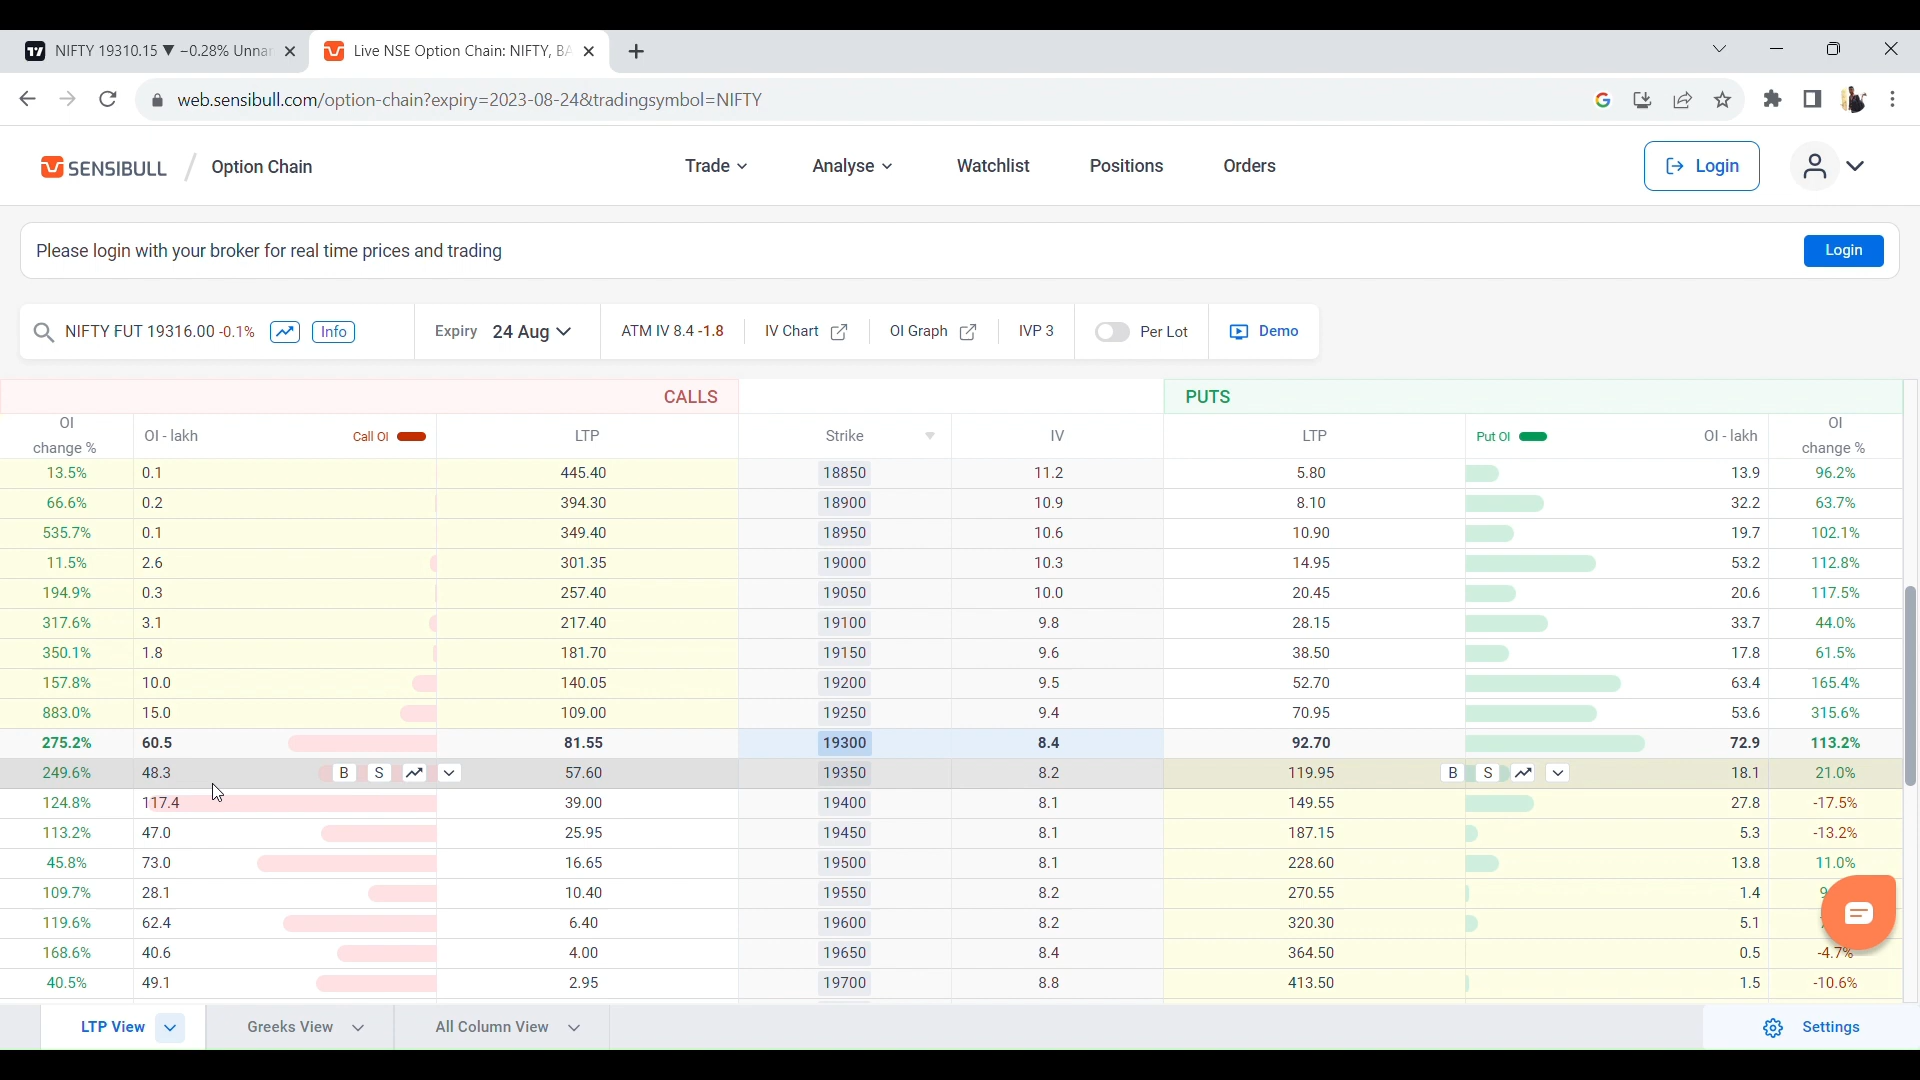 NIFTY 19310.15 ▼ −0.28% Unna
Live NSE Option Chain: NIFTY, BA
web.sensibull.com/option-chain?expiry=2023-08-24&tradingsymbol=NIFTY
SENSIBULL / Option Chain
Trade Analyse Watchlist Positions Orders
Login
Please login with your broker for real time prices and trading
Login
NIFTY FUT 19316.00 -0.1% Info Expiry 24 Aug ATM IV 8.4 -1.8 IV Chart OI Graph IVP 3 Per Lot Demo
CALLS PUTS
OI change % OI - lakh Call OI LTP Strike IV LTP Put OI OI - lakh OI change %
13.5% 0.1 445.40 18850 11.2 5.80 13.9 96.2%
66.6% 0.2 394.30 18900 10.9 8.10 32.2 63.7%
535.7% 0.1 349.40 18950 10.6 10.90 19.7 102.1%
11.5% 2.6 301.35 19000 10.3 14.95 53.2 112.8%
194.9% 0.3 257.40 19050 10.0 20.45 20.6 117.5%
317.6% 3.1 217.40 19100 9.8 28.15 33.7 44.0%
350.1% 1.8 181.70 19150 9.6 38.50 17.8 61.5%
157.8% 10.0 140.05 19200 9.5 52.70 63.4 165.4%
883.0% 15.0 109.00 19250 9.4 70.95 53.6 315.6%
275.2% 60.5 81.55 19300 8.4 92.70 72.9 113.2%
249.6% 48.3 B S 57.60 19350 8.2 119.95 B S 18.1 21.0%
124.8% 117.4 39.00 19400 8.1 149.55 27.8 -17.5%
113.2% 47.0 25.95 19450 8.1 187.15 5.3 -13.2%
45.8% 73.0 16.65 19500 8.1 228.60 13.8 11.0%
109.7% 28.1 10.40 19550 8.2 270.55 1.4
119.6% 62.4 6.40 19600 8.2 320.30 5.1
168.6% 40.6 4.00 19650 8.4 364.50 0.5 -4.7%
40.5% 49.1 2.95 19700 8.8 413.50 1.5 -10.6%
LTP View Greeks View All Column View Settings